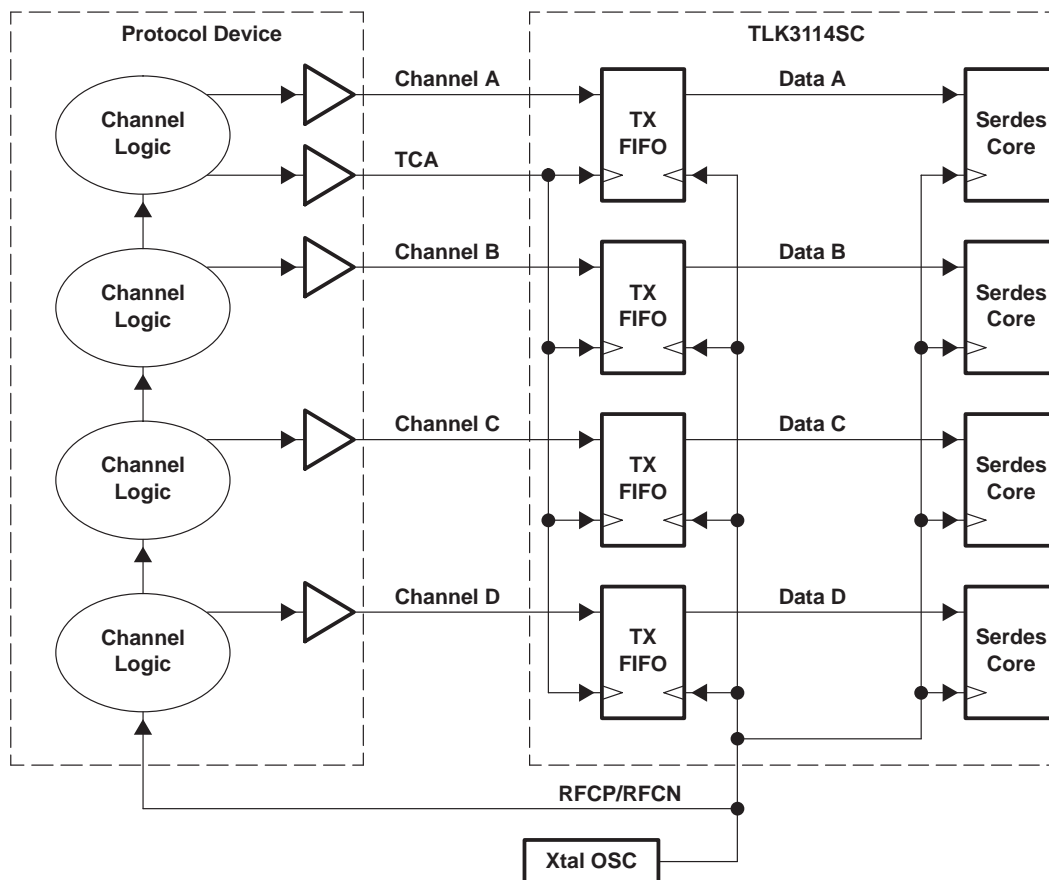 Protocol Device
TLK3114SC
Channel A
Data A
Channel
Logic
TX
FIFO
Serdes
Core
TCA
Channel B
Data B
Channel
Logic
TX
FIFO
Serdes
Core
Channel C
Data C
Channel
Logic
TX
FIFO
Serdes
Core
Channel D
Data D
Channel
Logic
TX
FIFO
Serdes
Core
RFCP/RFCN
Xtal OSC